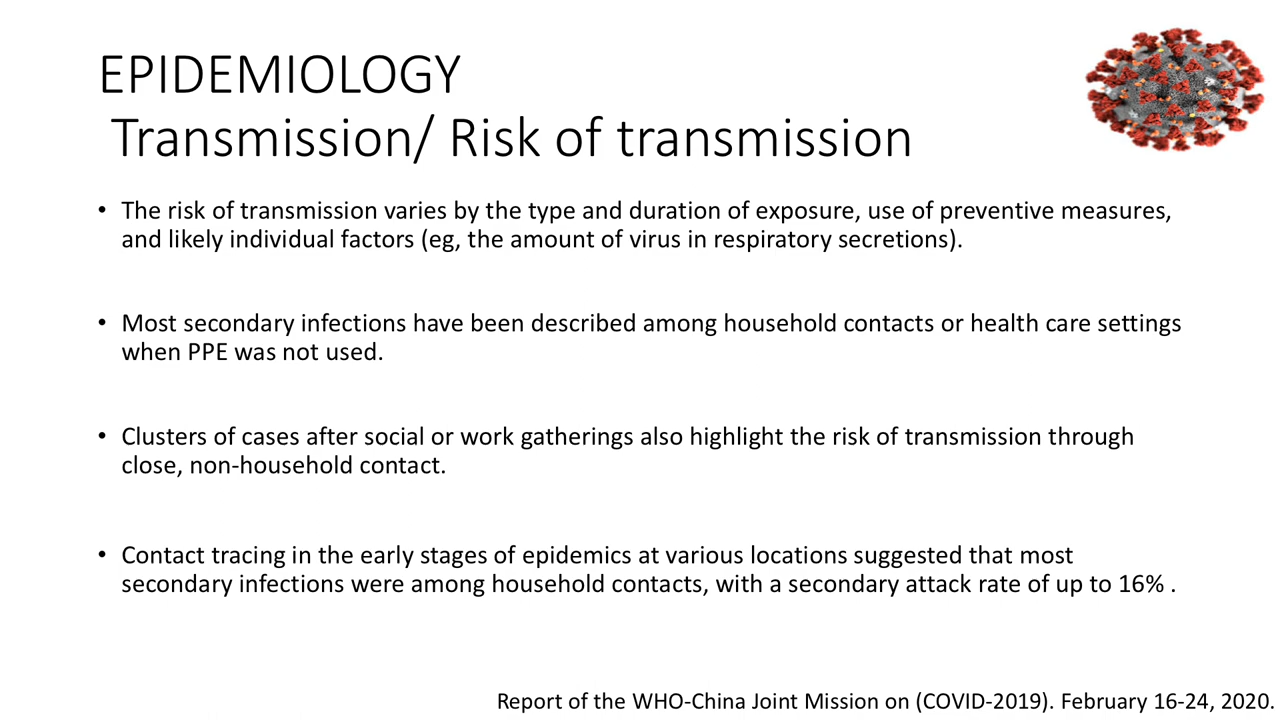 EPIDEMIOLOGY
Transmission/ Risk of transmission
• The risk of transmission varies by the type and duration of exposure, use of preventive measures,
and likely individual factors (eg, the amount of virus in respiratory secretions).
• Most secondary infections have been described among household contacts or health care settings
when PPE was not used.
• Clusters of cases after social or work gatherings also highlight the risk of transmission through
close, non-household contact.
• Contact tracing in the early stages of epidemics at various locations suggested that most
secondary infections were among household contacts, with a secondary attack rate of up to 16% .
Report of the WHO-China Joint Mission on (COVID-2019). February 16-24, 2020.